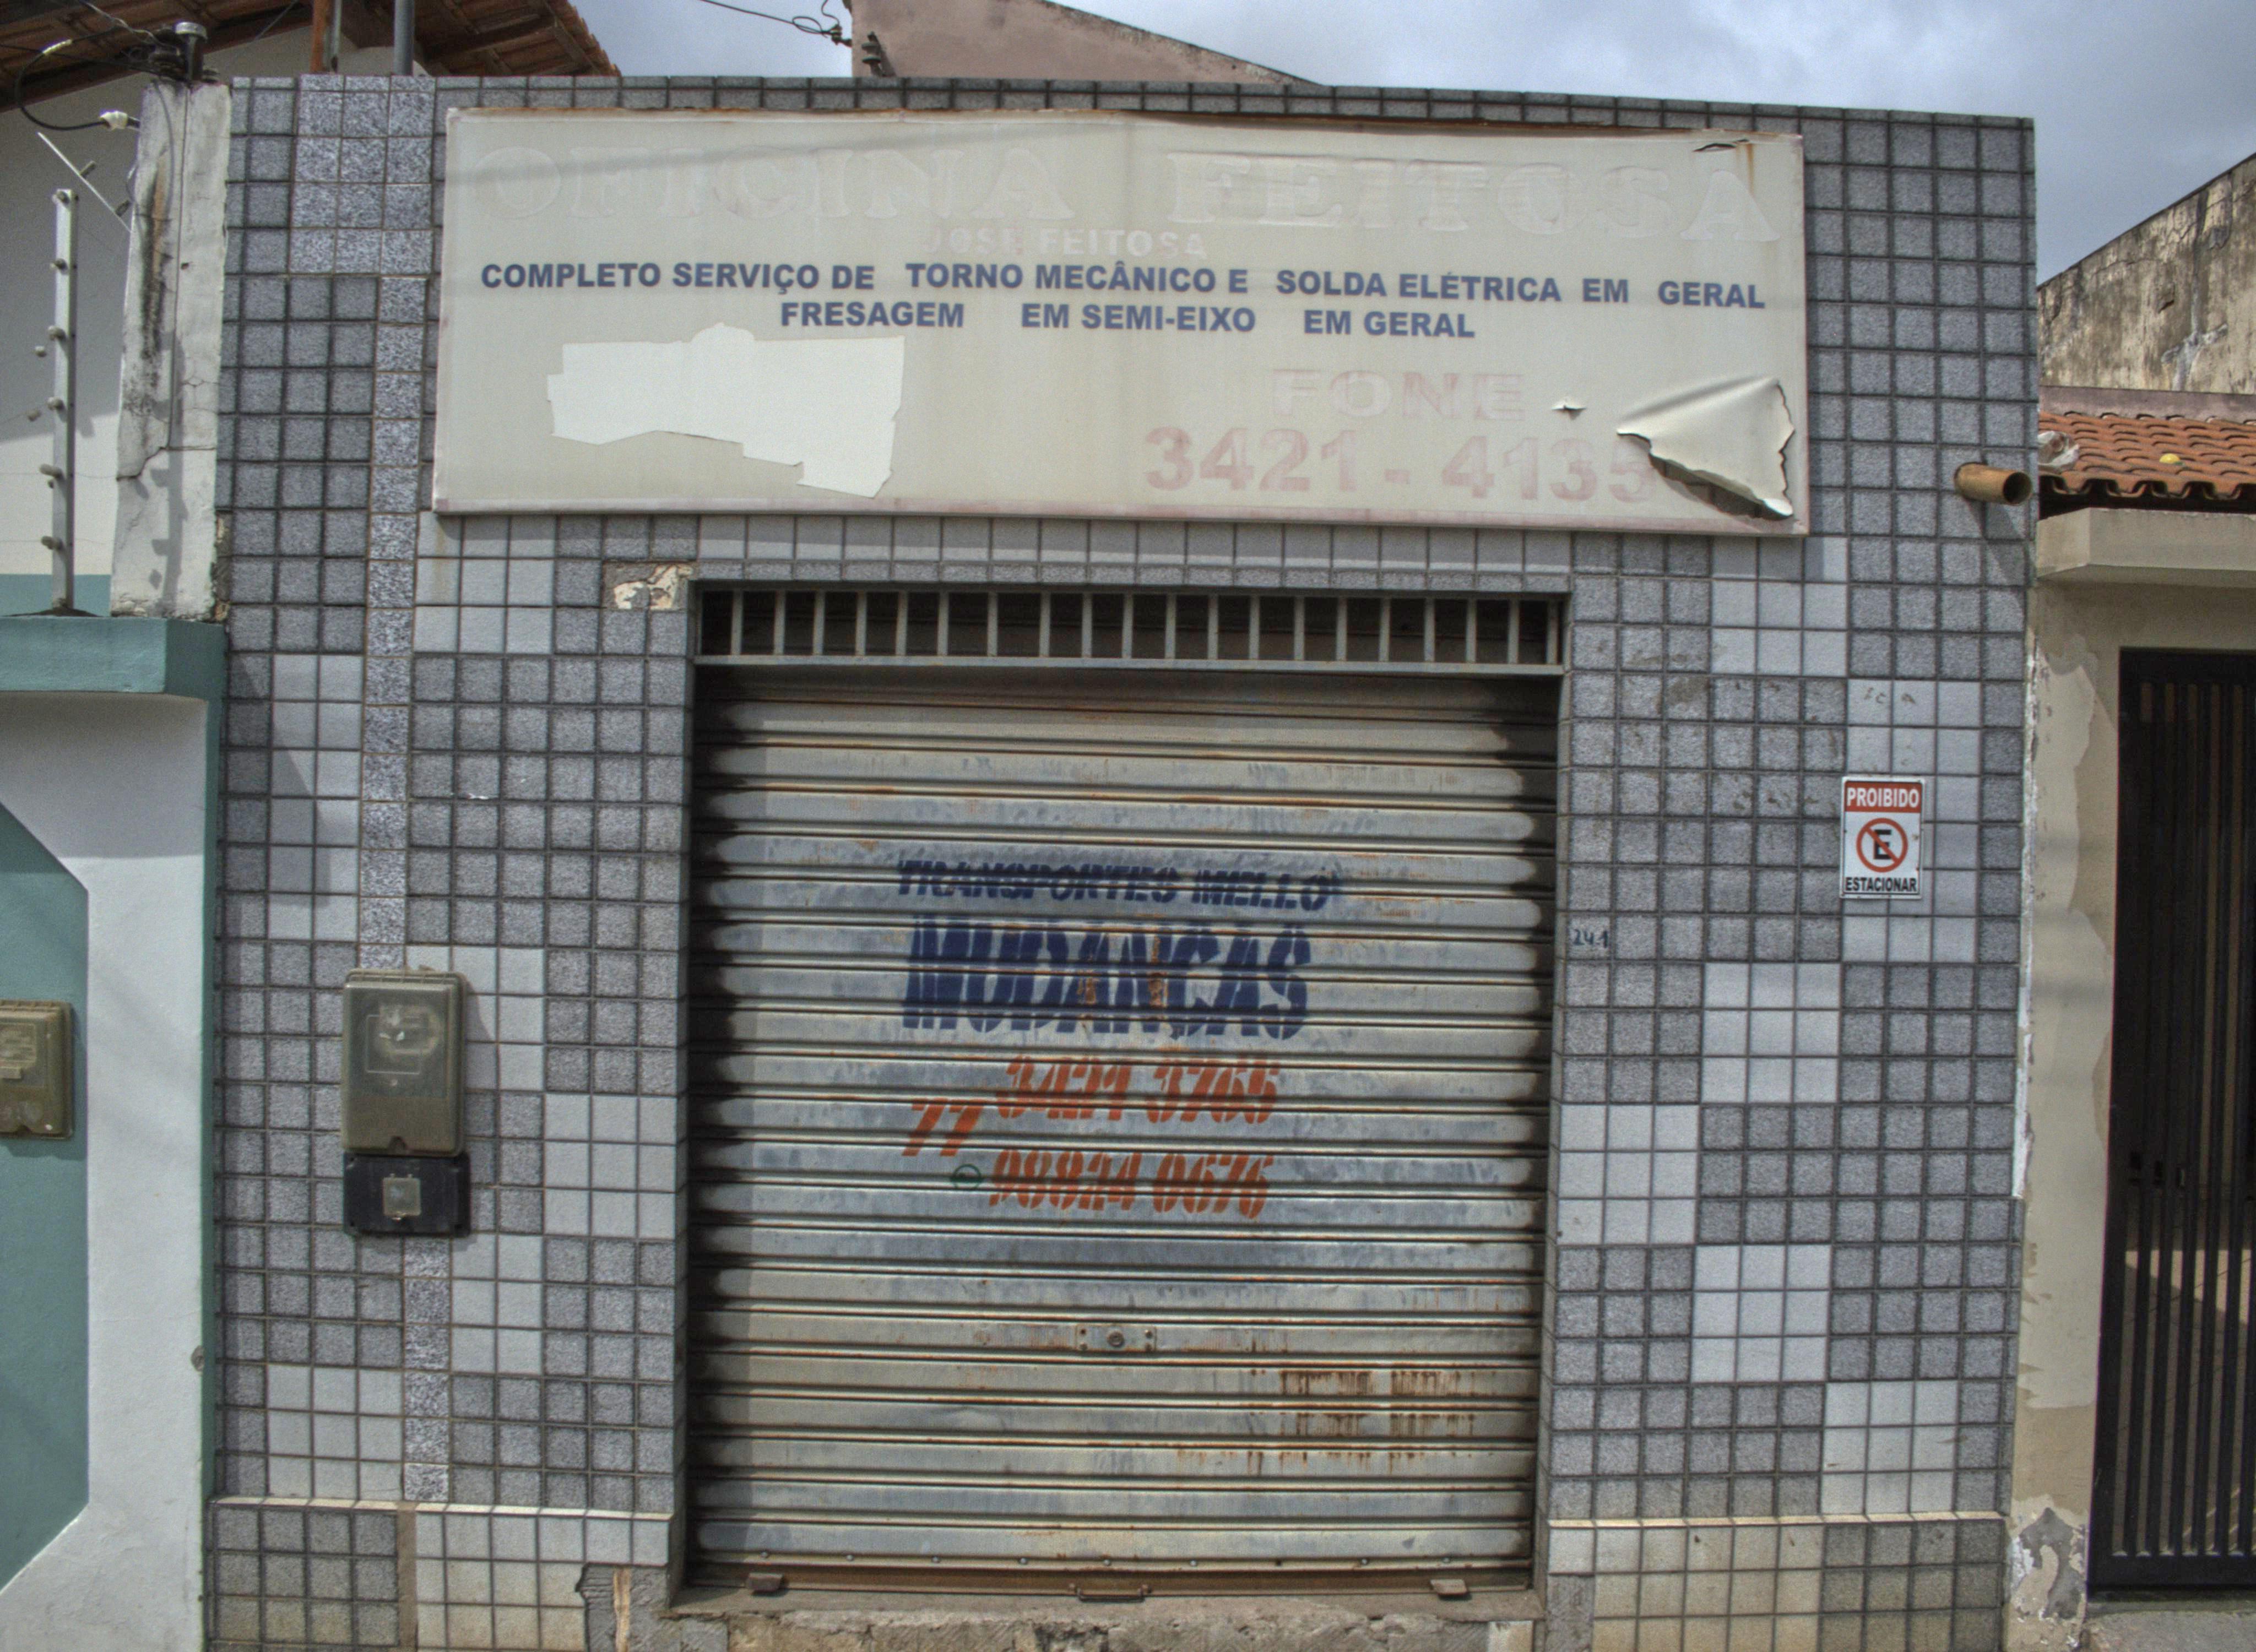 OFICINA FEITOSA
JOSE FEITOSA
COMPLETO SERVIÇO DE TORNO MECÂNICO E SOLDA ELÉTRICA EM GERAL
FRESAGEM EM SEMI-EIXO EM GERAL
FONE
3421-4135
PROIBIDO
E
ESTACIONAR
TRANSPORTES MELLO
MUDANÇAS
77 3421 3765
98824 0676
241